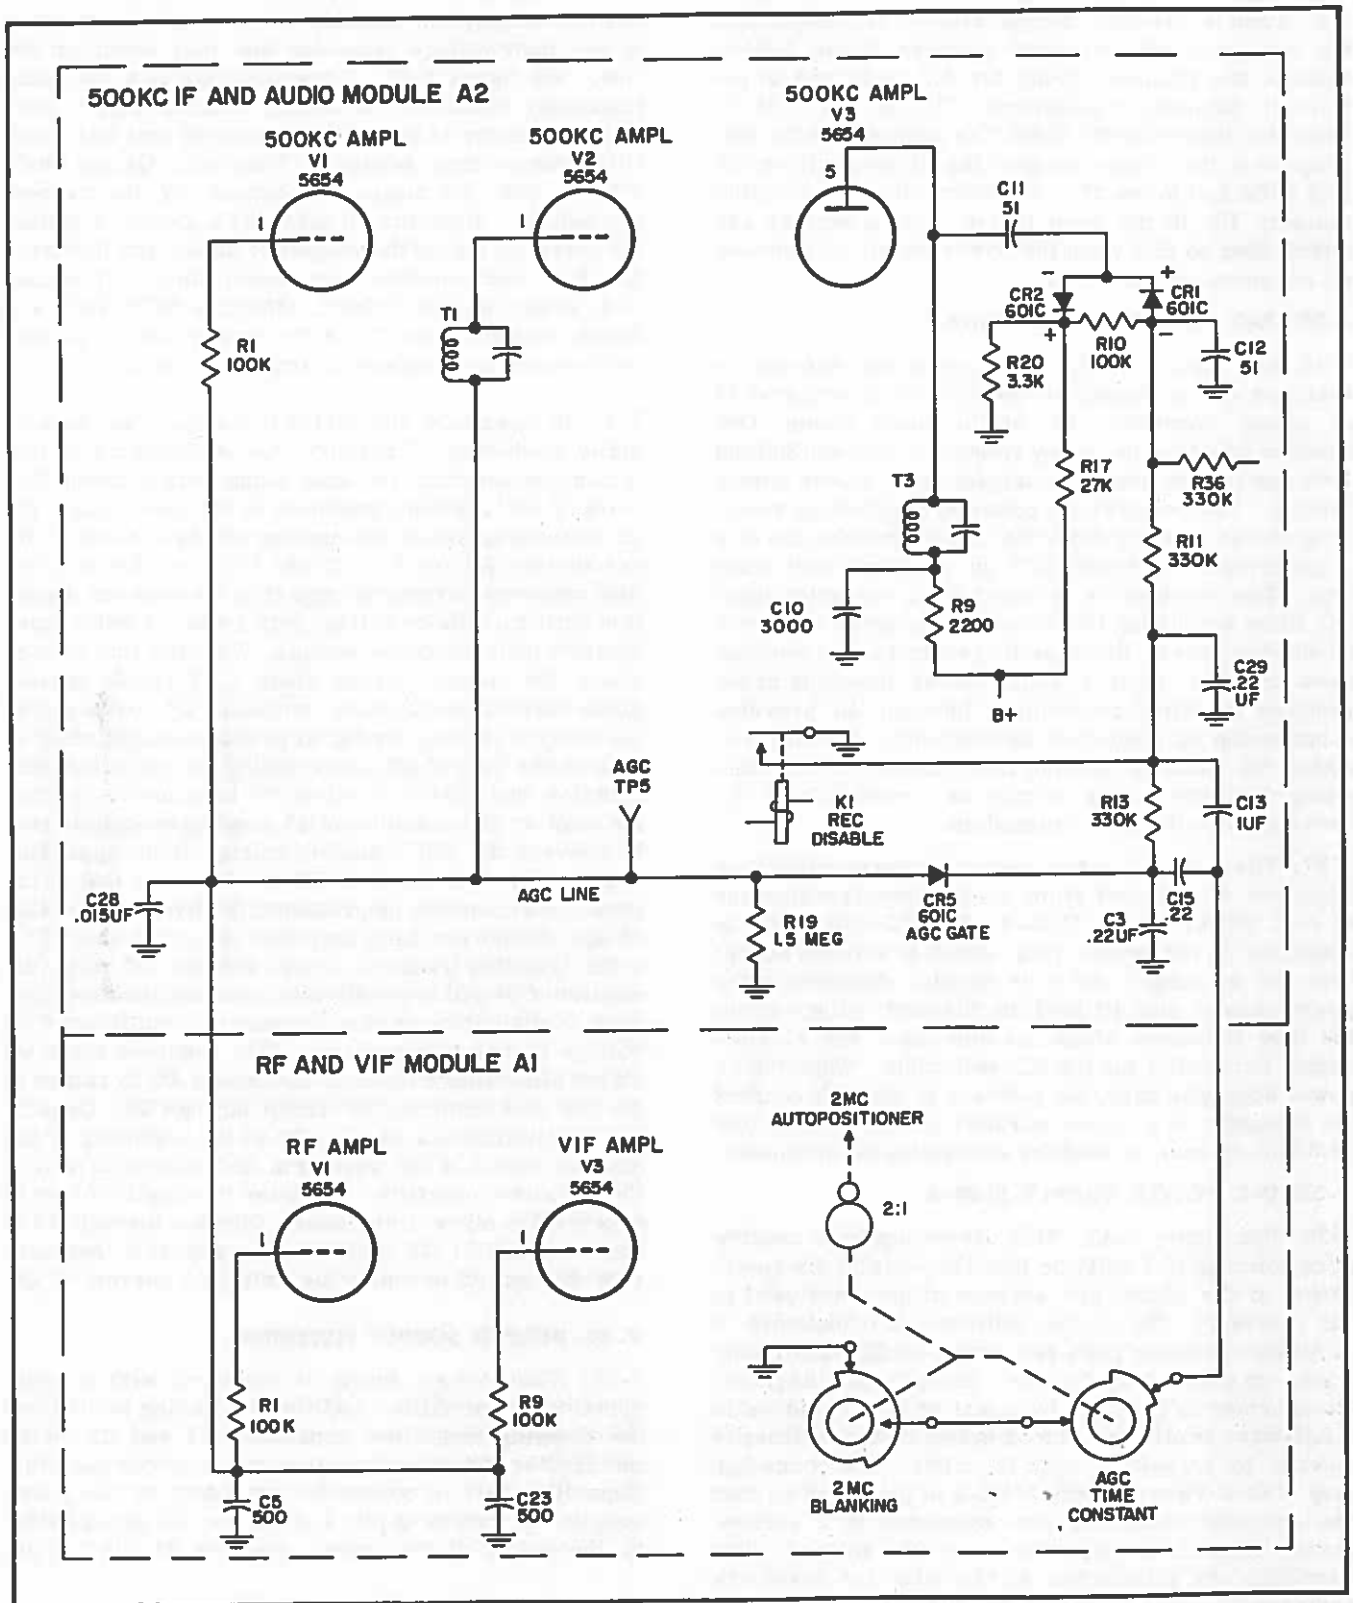 500KC IF AND AUDIO MODULE A2
500KC AMPL
V1
5654
1
500KC AMPL
V2
5654
1
500KC AMPL
V3
5654
5
C11
51
-
+
CR2
601C
CR1
601C
+
-
R10
100K
C12
51
R20
3.3K
R1
100K
T1
T3
R17
27K
R36
330K
R11
330K
C10
3000
R9
2200
B+
C29
.22
UF
AGC
TP5
K1
REC
DISABLE
R13
330K
C13
1UF
C28
.015UF
AGC LINE
R19
1.5 MEG
CR5
601C
AGC GATE
C3
.22UF
C15
.22
RF AND VIF MODULE A1
RF AMPL
V1
5654
1
VIF AMPL
V3
5654
1
2MC
AUTOPOSITIONER
2:1
R1
100K
R9
100K
C5
500
C23
500
2MC
BLANKING
AGC
TIME
CONSTANT